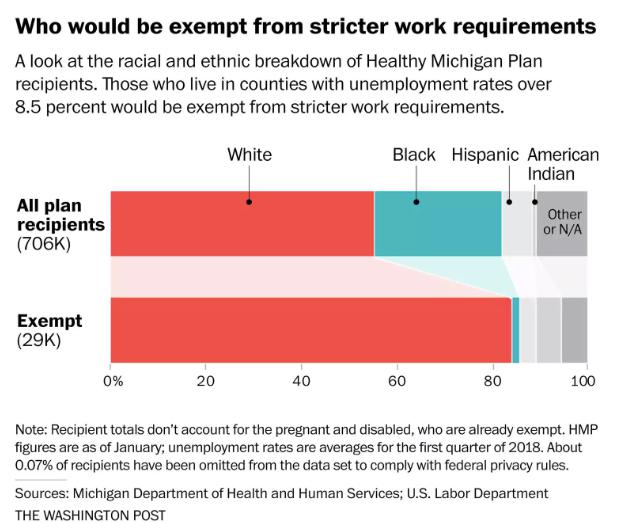 Who would be exempt from stricter work requirements
A look at the racial and ethnic breakdown of Healthy Michigan Plan
recipients. Those who live in counties with unemployment rates over
8.5 percent would be exempt from stricter work requirements.
White
Black
Hispanic
American
Indian
All plan
recipients
(706K)
Other
or N/A
Exempt
(29K)
0%
20
40
60
80
100
Note: Recipient totals don’t account for the pregnant and disabled, who are already exempt. HMP
figures are as of January; unemployment rates are averages for the first quarter of 2018. About
0.07% of recipients have been omitted from the data set to comply with federal privacy rules.
Sources: Michigan Department of Health and Human Services; U.S. Labor Department
THE WASHINGTON POST